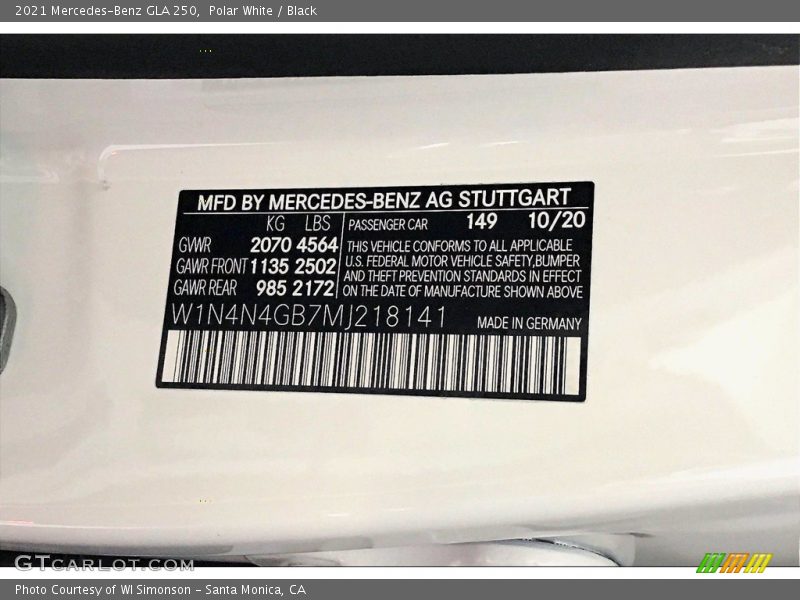 2021 Mercedes-Benz GLA 250,  Polar White / Black
MFD BY MERCEDES-BENZ AG STUTTGART
KG LBS PASSENGER CAR 149 10/20
GVWR 2070 4564 THIS VEHICLE CONFORMS TO ALL APPLICABLE
GAWR FRONT 1135 2502 U.S. FEDERAL MOTOR VEHICLE SAFETY,BUMPER
AND THEFT PREVENTION STANDARDS IN EFFECT
GAWR REAR 985 2172 ON THE DATE OF MANUFACTURE SHOWN ABOVE
W1N4N4GB7MJ218141 MADE IN GERMANY
GTCARLOT.COM
Photo Courtesy of WI Simonson - Santa Monica, CA